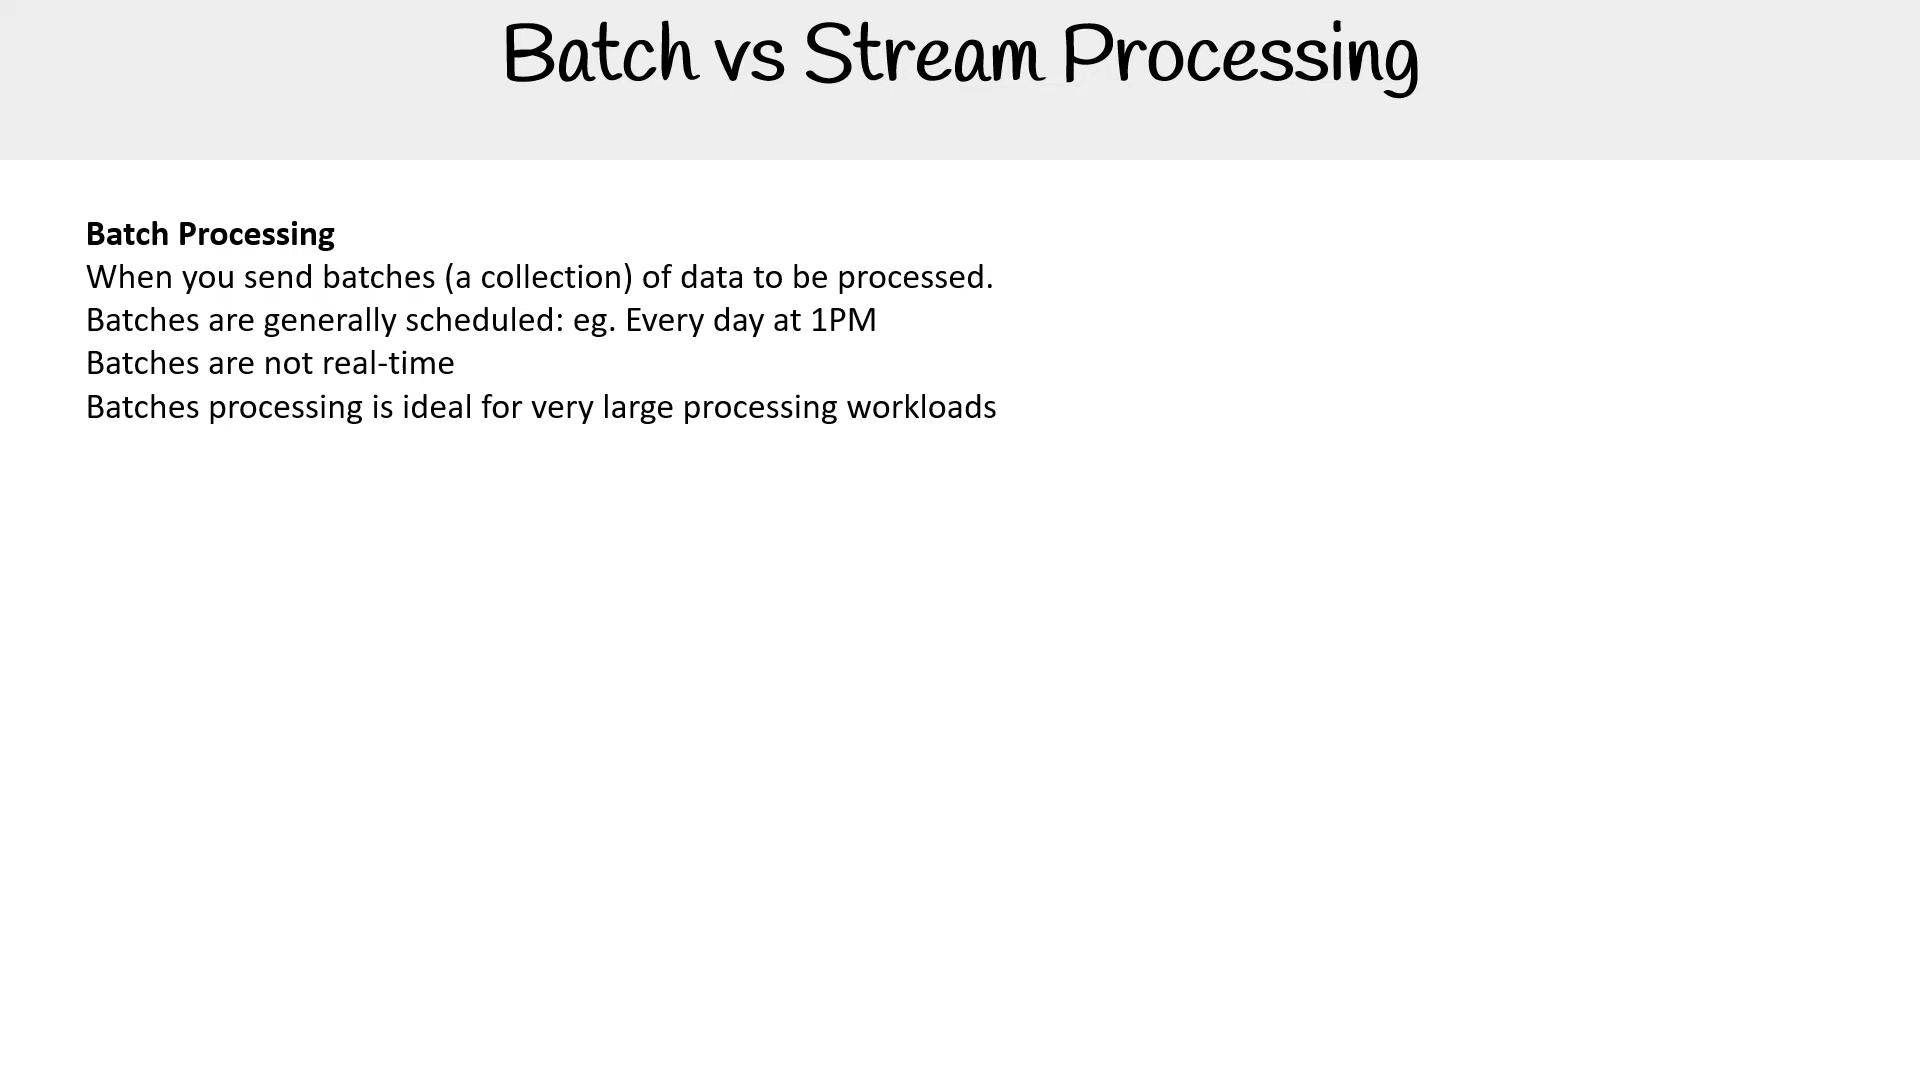 Batch vs Stream Processing
Batch Processing
When you send batches (a collection) of data to be processed.
Batches are generally scheduled: eg. Every day at 1PM
Batches are not real-time
Batches processing is ideal for very large processing workloads